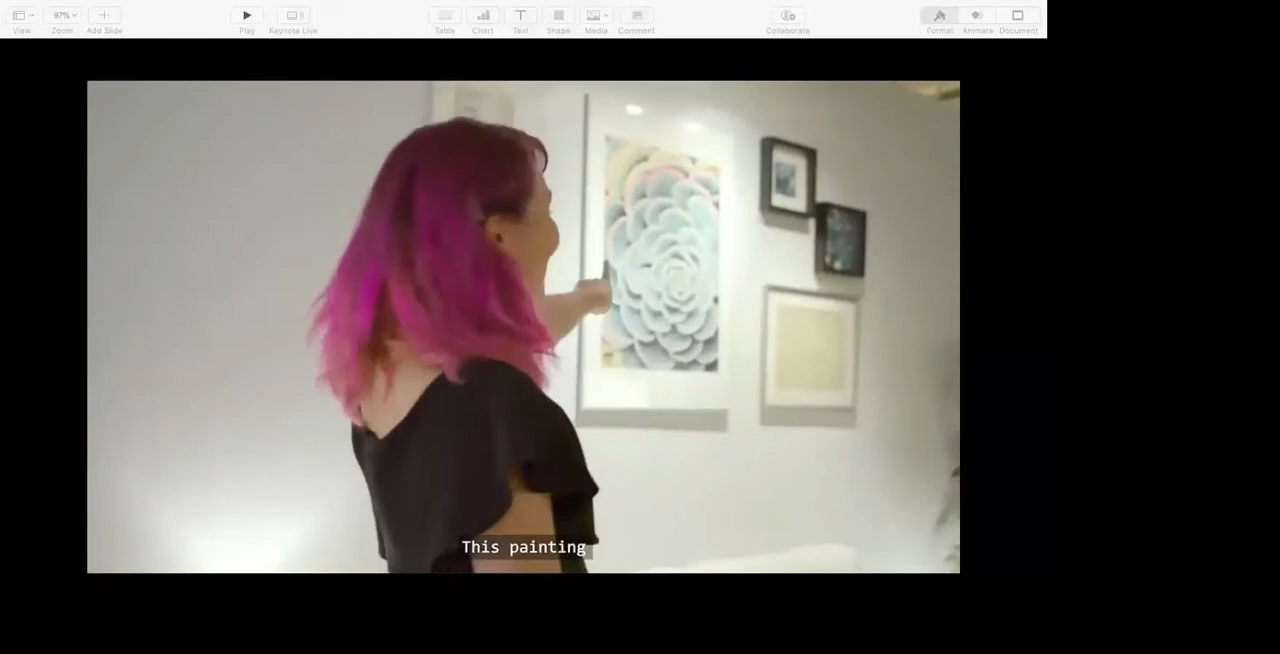 97%
View Zoom Add Slide Play Keynote Live Table Chart Text Shape Media Comment Collaborate Format Animate Document
This painting